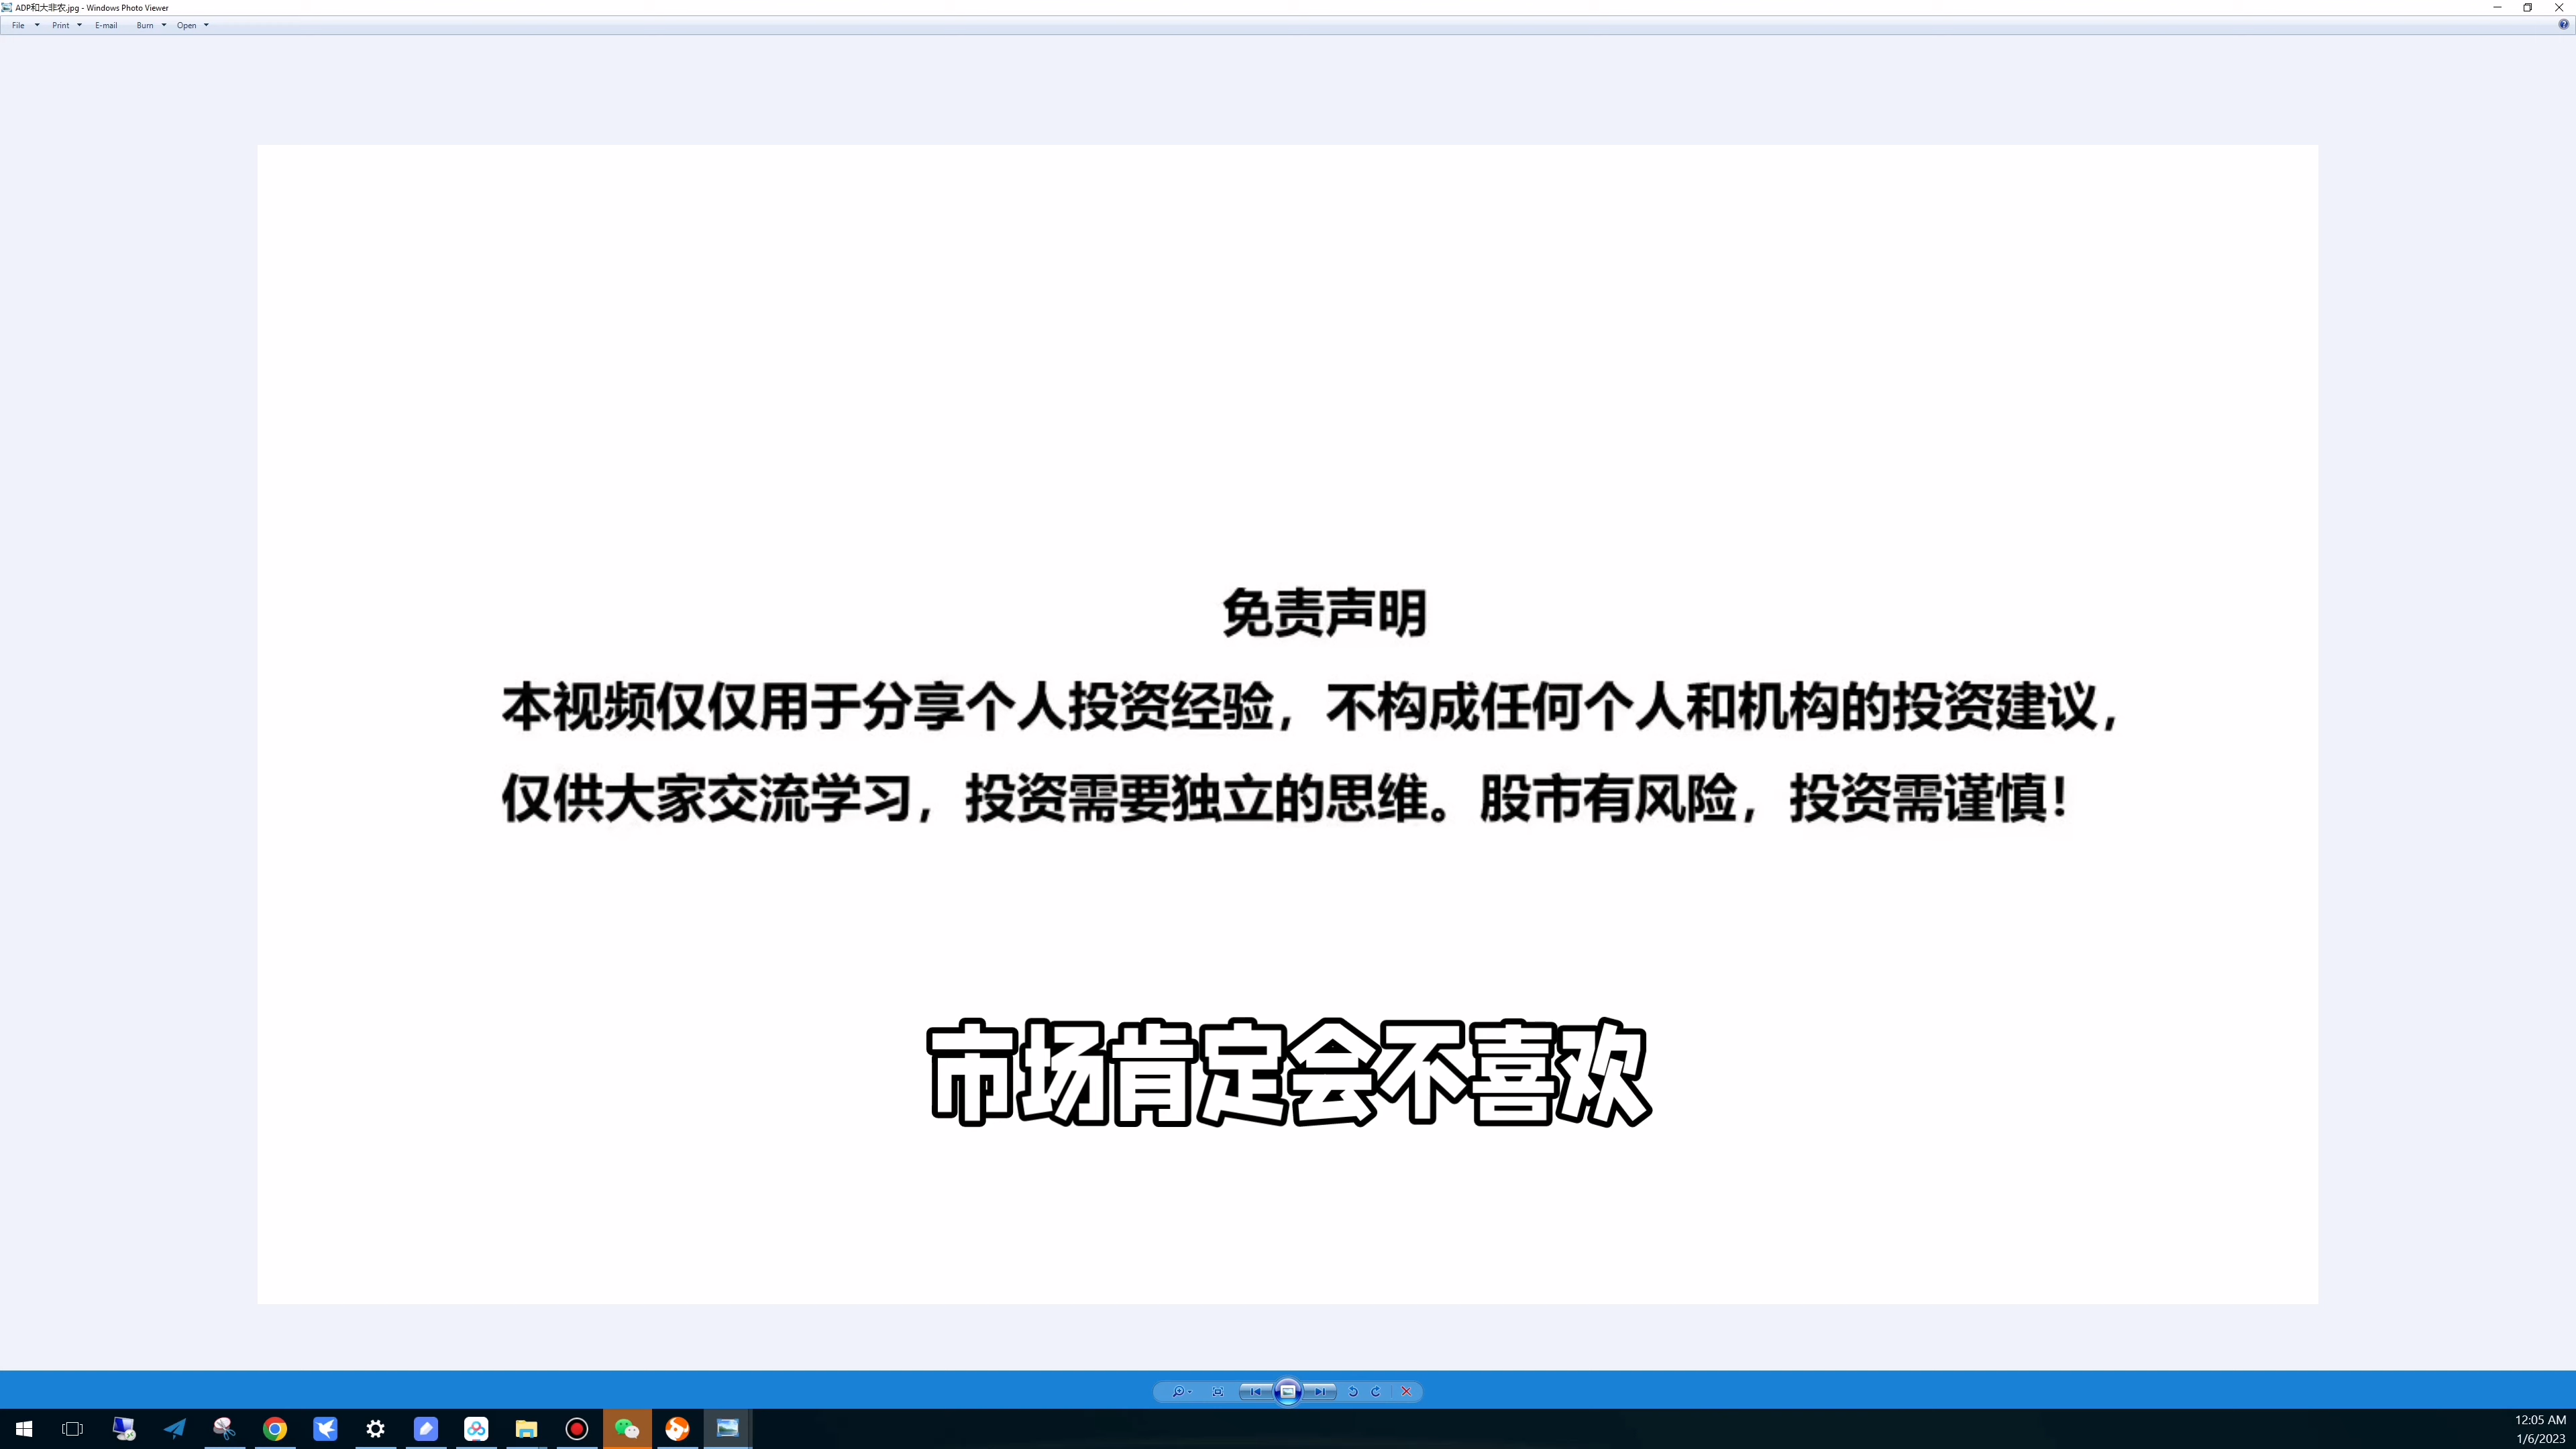 ADP和大非农.jpg - Windows Photo Viewer
File Print E-mail Burn Open
免责声明
本视频仅仅用于分享个人投资经验，不构成任何个人和机构的投资建议，
仅供大家交流学习，投资需要独立的思维。股市有风险，投资需谨慎！
市场肯定会不喜欢
12:05 AM
1/6/2023